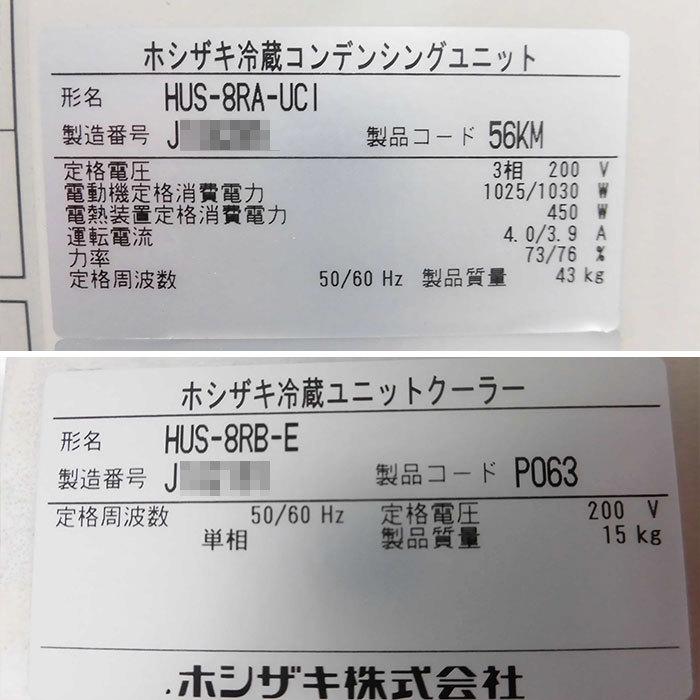 ホシザキ冷蔵コンデンシングユニット
形名 HUS-8RA-UCI
製造番号 J 製品コード 56KM
定格電圧 3相 200 V
電動機定格消費電力 1025/1030 W
電熱装置定格消費電力 450 W
運転電流 4.0/3.9 A
力率 73/76 %
定格周波数 50/60 Hz 製品質量 43 kg
ホシザキ冷蔵ユニットクーラー
形名 HUS-8RB-E
製造番号 J 製品コード P063
定格周波数 50/60 Hz 定格電圧 200 V
単相 製品質量 15 kg
ホシザキ株式会社